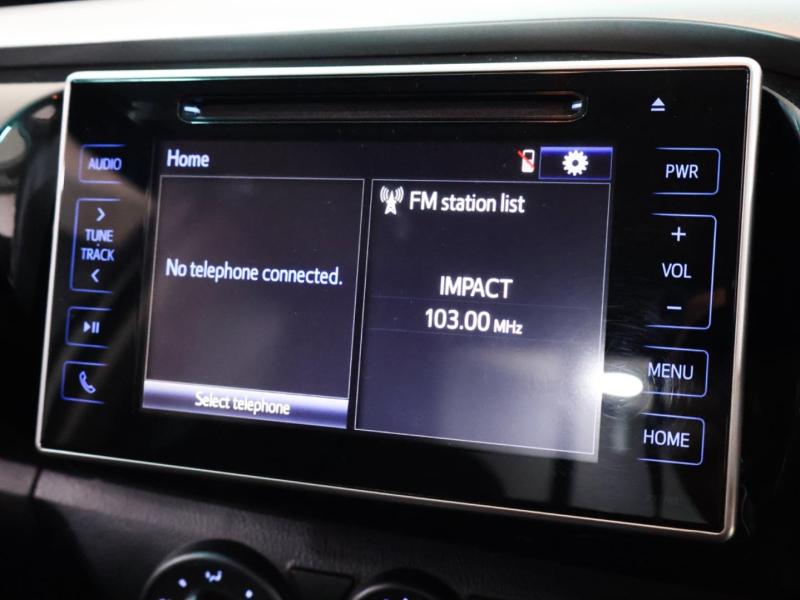 AUDIO
TUNE
TRACK
Home
No telephone connected.
Select telephone
FM station list
IMPACT
103.00 MHz
PWR
+
VOL
-
MENU
HOME